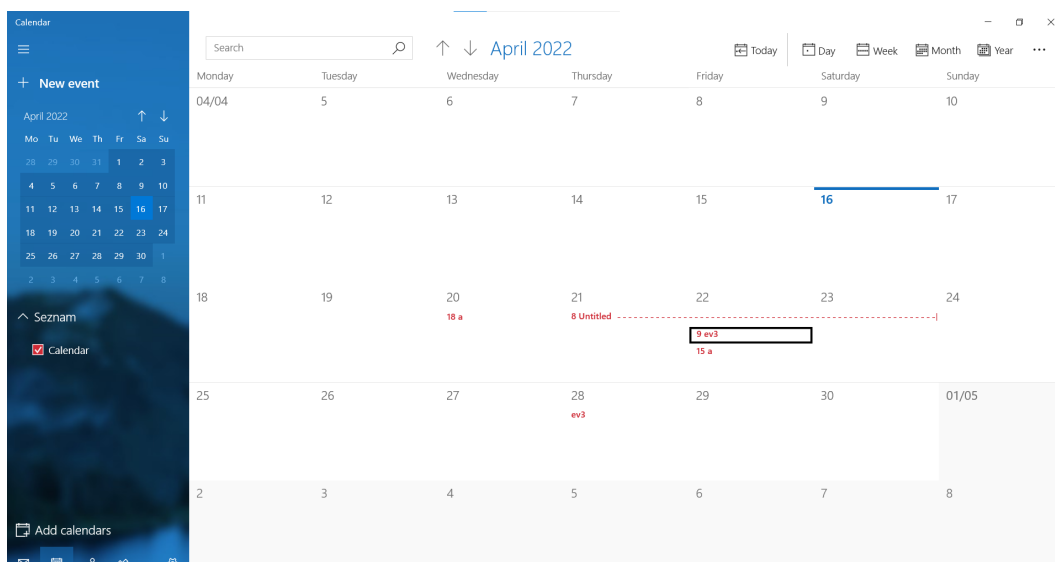 Calendar
Search
April 2022
Today
Day
Week
Month
Year
New event
Monday Tuesday Wednesday Thursday Friday Saturday Sunday
April 2022
Mo Tu We Th Fr Sa Su
28 29 30 31 1 2 3
4 5 6 7 8 9 10
11 12 13 14 15 16 17
18 19 20 21 22 23 24
25 26 27 28 29 30 1
2 3 4 5 6 7 8
Seznam
Calendar
Add calendars
04/04 5 6 7 8 9 10
11 12 13 14 15 16 17
18 19 20 21 22 23 24
18 a 8 Untitled
9 ev3
15 a
25 26 27 28 29 30 01/05
ev3
2 3 4 5 6 7 8